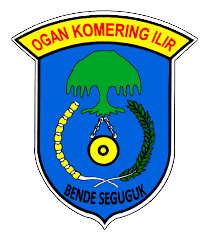 OGAN KOMERING ILIR
BENDE SEGUGUK